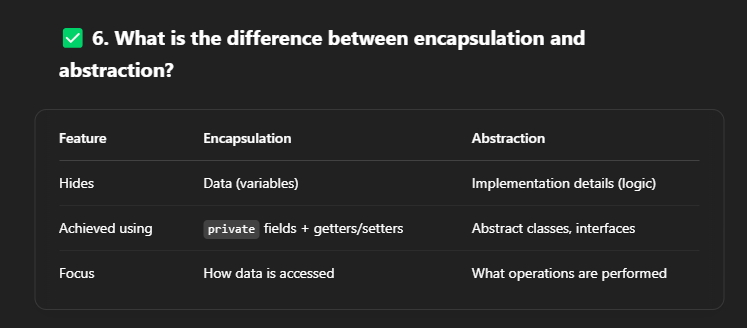 ✅ 6. What is the difference between encapsulation and
abstraction?
Feature Encapsulation Abstraction
Hides Data (variables) Implementation details (logic)
Achieved using private fields + getters/setters Abstract classes, interfaces
Focus How data is accessed What operations are performed